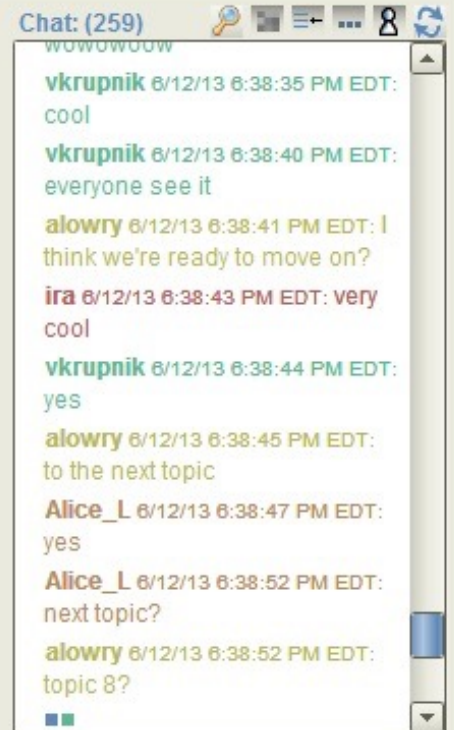 Chat: (259)
wowowoow
vkrupnik 6/12/13 6:38:35 PM EDT:
cool
vkrupnik 6/12/13 6:38:40 PM EDT:
everyone see it
alowry 6/12/13 6:38:41 PM EDT: I
think we're ready to move on?
ira 6/12/13 6:38:43 PM EDT: very
cool
vkrupnik 6/12/13 6:38:44 PM EDT:
yes
alowry 6/12/13 6:38:45 PM EDT:
to the next topic
Alice_L 6/12/13 6:38:47 PM EDT:
yes
Alice_L 6/12/13 6:38:52 PM EDT:
next topic?
alowry 6/12/13 6:38:52 PM EDT:
topic 8?